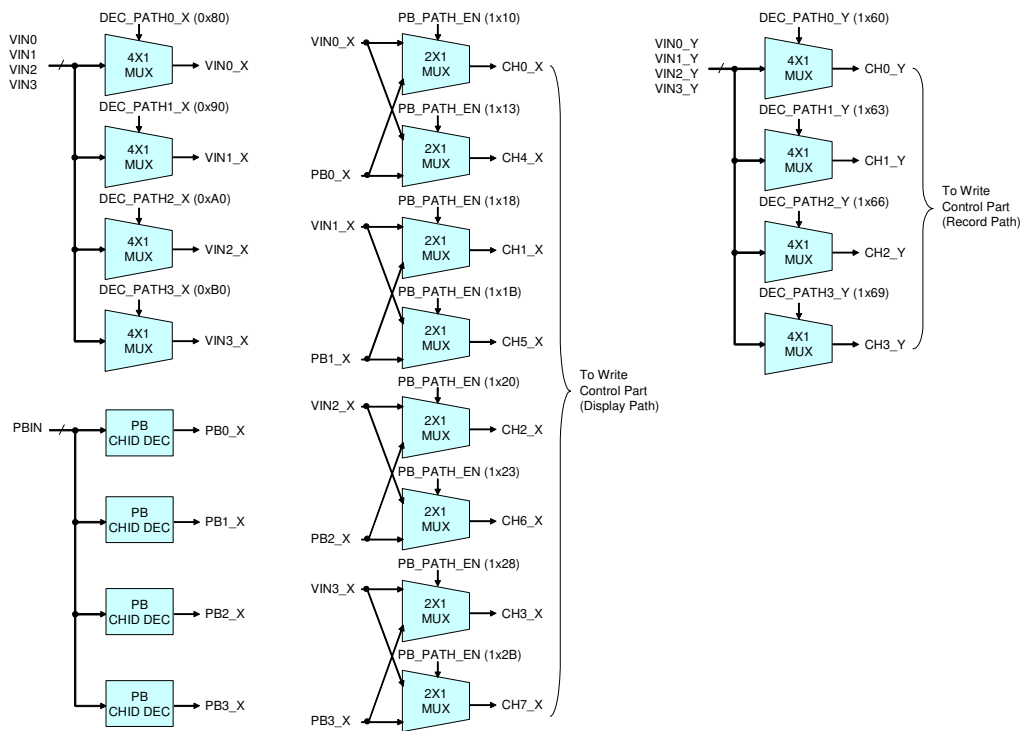 DEC_PATH0_X (0x80)
VIN0
VIN1
VIN2
VIN3
4X1
MUX
VIN0_X
DEC_PATH1_X (0x90)
4X1
MUX
VIN1_X
DEC_PATH2_X (0xA0)
4X1
MUX
VIN2_X
DEC_PATH3_X (0xB0)
4X1
MUX
VIN3_X
PBIN
PB
CHID DEC
PB0_X
PB
CHID DEC
PB1_X
PB
CHID DEC
PB2_X
PB
CHID DEC
PB3_X
PB_PATH_EN (1x10)
VIN0_X
2X1
MUX
CH0_X
PB_PATH_EN (1x13)
2X1
MUX
CH4_X
PB0_X
PB_PATH_EN (1x18)
VIN1_X
2X1
MUX
CH1_X
PB_PATH_EN (1x1B)
2X1
MUX
CH5_X
PB1_X
PB_PATH_EN (1x20)
VIN2_X
2X1
MUX
CH2_X
PB_PATH_EN (1x23)
2X1
MUX
CH6_X
PB2_X
PB_PATH_EN (1x28)
VIN3_X
2X1
MUX
CH3_X
PB_PATH_EN (1x2B)
2X1
MUX
CH7_X
PB3_X
To Write
Control Part
(Display Path)
DEC_PATH0_Y (1x60)
VIN0_Y
VIN1_Y
VIN2_Y
VIN3_Y
4X1
MUX
CH0_Y
DEC_PATH1_Y (1x63)
4X1
MUX
CH1_Y
DEC_PATH2_Y (1x66)
4X1
MUX
CH2_Y
DEC_PATH3_Y (1x69)
4X1
MUX
CH3_Y
To Write
Control Part
(Record Path)